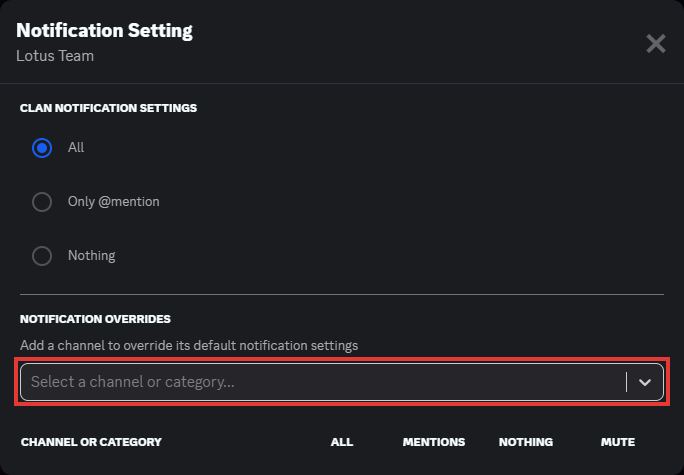 Notification Setting
Lotus Team
CLAN NOTIFICATION SETTINGS
All
Only @mention
Nothing
NOTIFICATION OVERRIDES
Add a channel to override its default notification settings
Select a channel or category...
CHANNEL OR CATEGORY ALL MENTIONS NOTHING MUTE